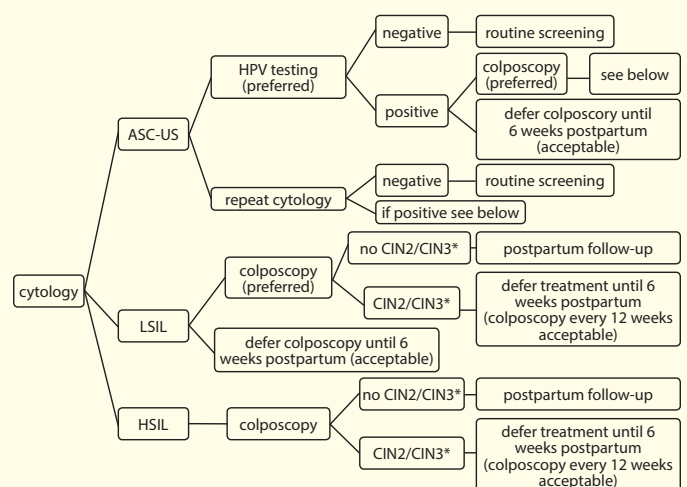 cytology
ASC-US
HPV testing
(preferred)
negative
routine screening
positive
colposcopy
(preferred)
see below
defer colposcory until
6 weeks postpartum
(acceptable)
repeat cytology
negative
routine screening
if positive see below
LSIL
colposcopy
(preferred)
no CIN2/CIN3*
postpartum follow-up
CIN2/CIN3*
defer treatment until 6
weeks postpartum
(colposcopy every 12 weeks
acceptable)
defer colposcopy until 6
weeks postpartum (acceptable)
HSIL
colposcopy
no CIN2/CIN3*
postpartum follow-up
CIN2/CIN3*
defer treatment until 6
weeks postpartum
(colposcopy every 12 weeks
acceptable)